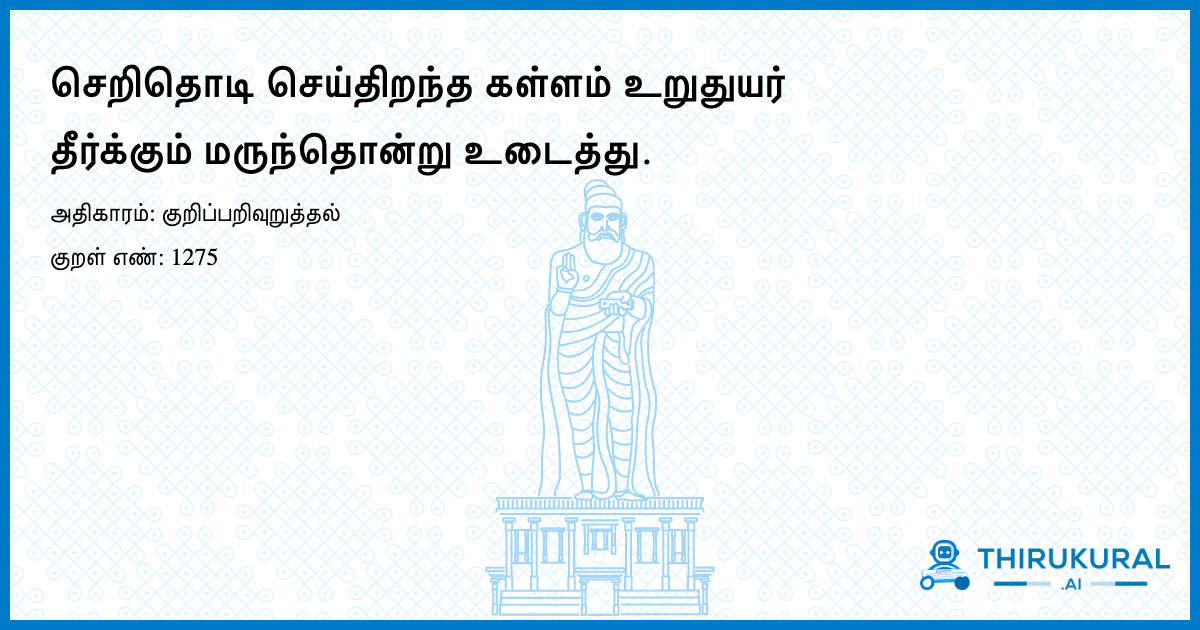 செறிதொடி செய்திறந்த கள்ளம் உறுதுயர்
தீர்க்கும் மருந்தொன்று உடைத்து.
அதிகாரம்: குறிப்பறிவுறுத்தல்
குறள் எண்: 1275
THIRUKURAL
.AI